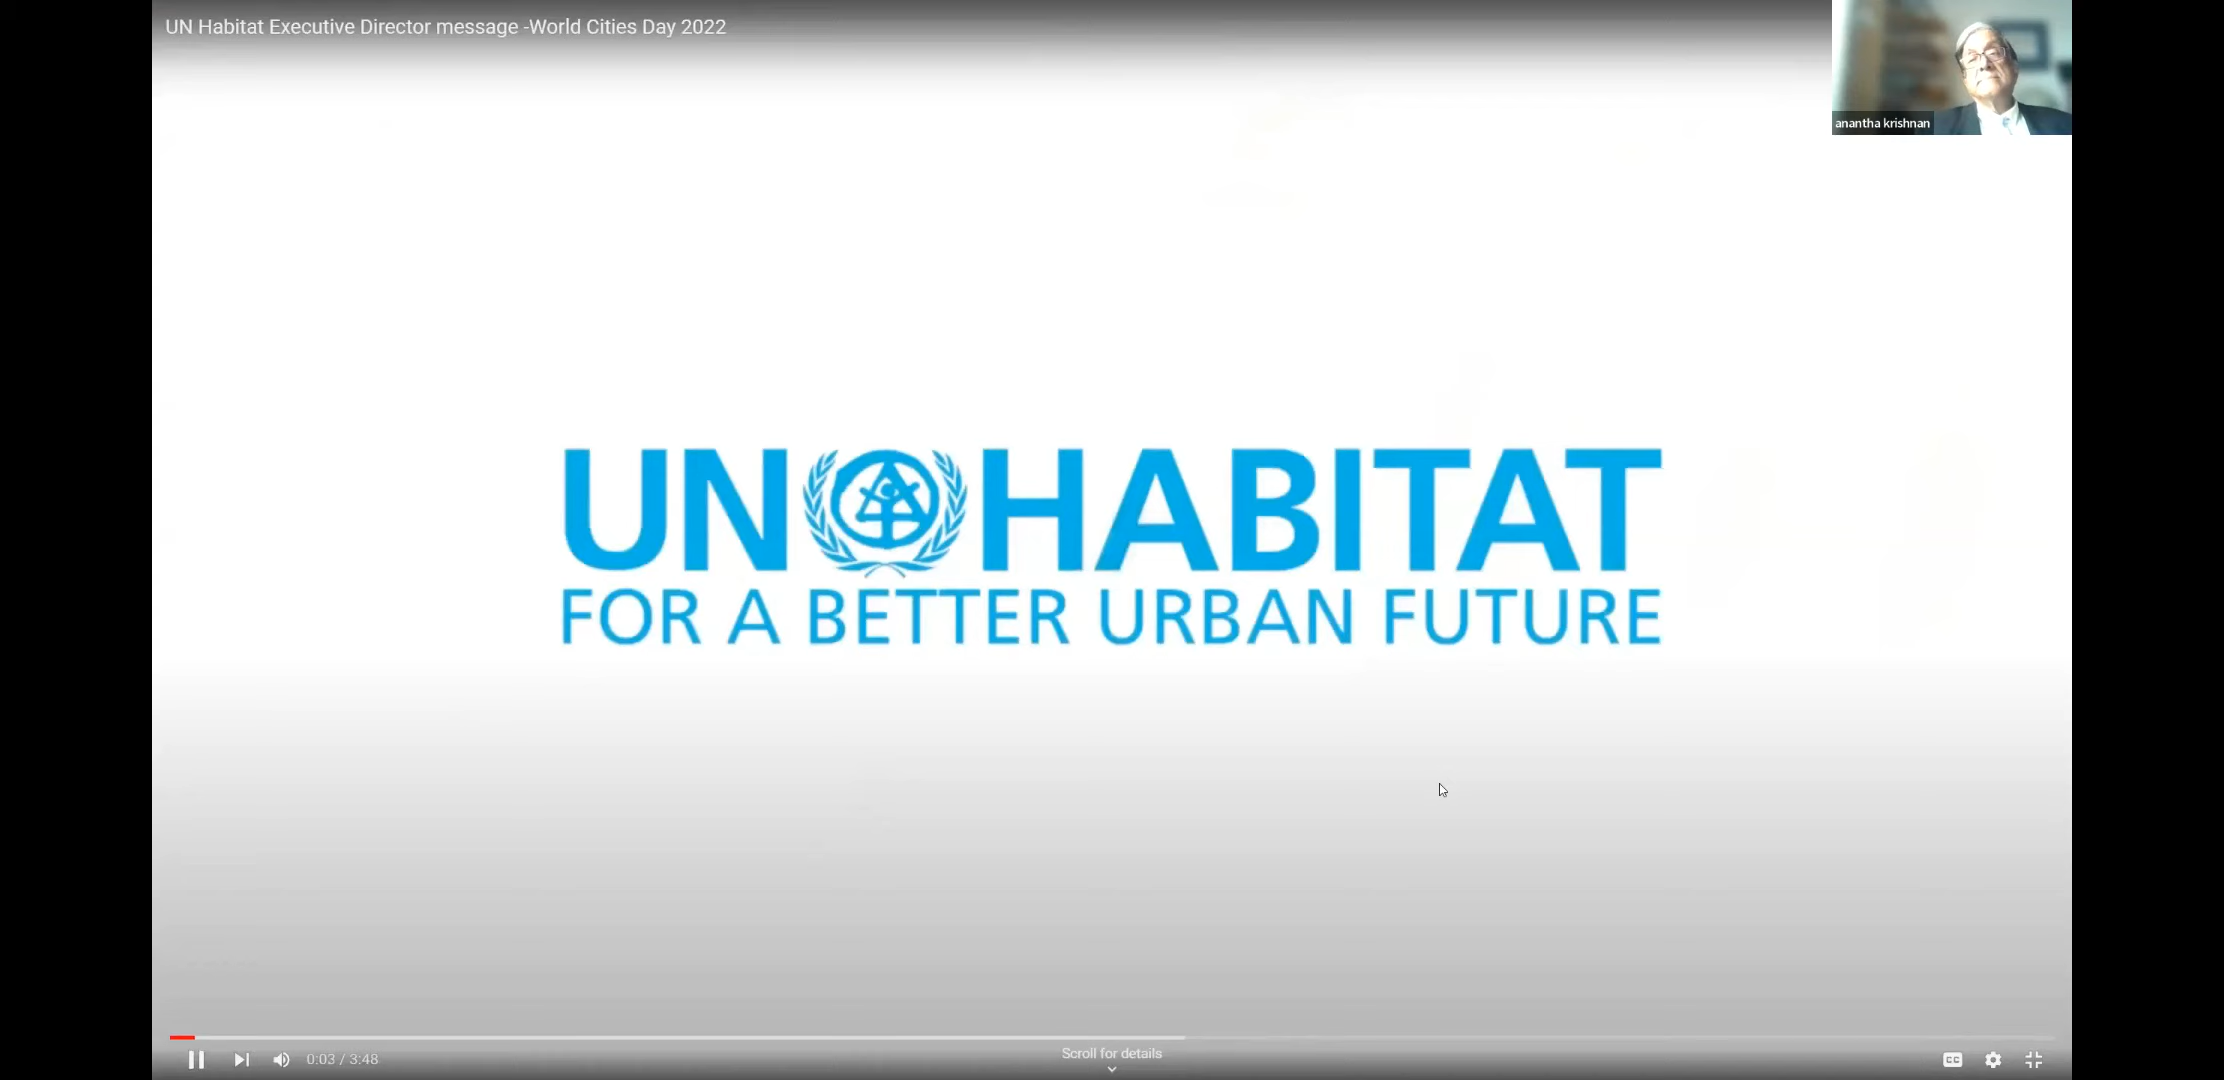 UN Habitat Executive Director message -World Cities Day 2022
anantha krishnan
UN HABITAT
FOR A BETTER URBAN FUTURE
0:03 / 3:48
Scroll for details
CC